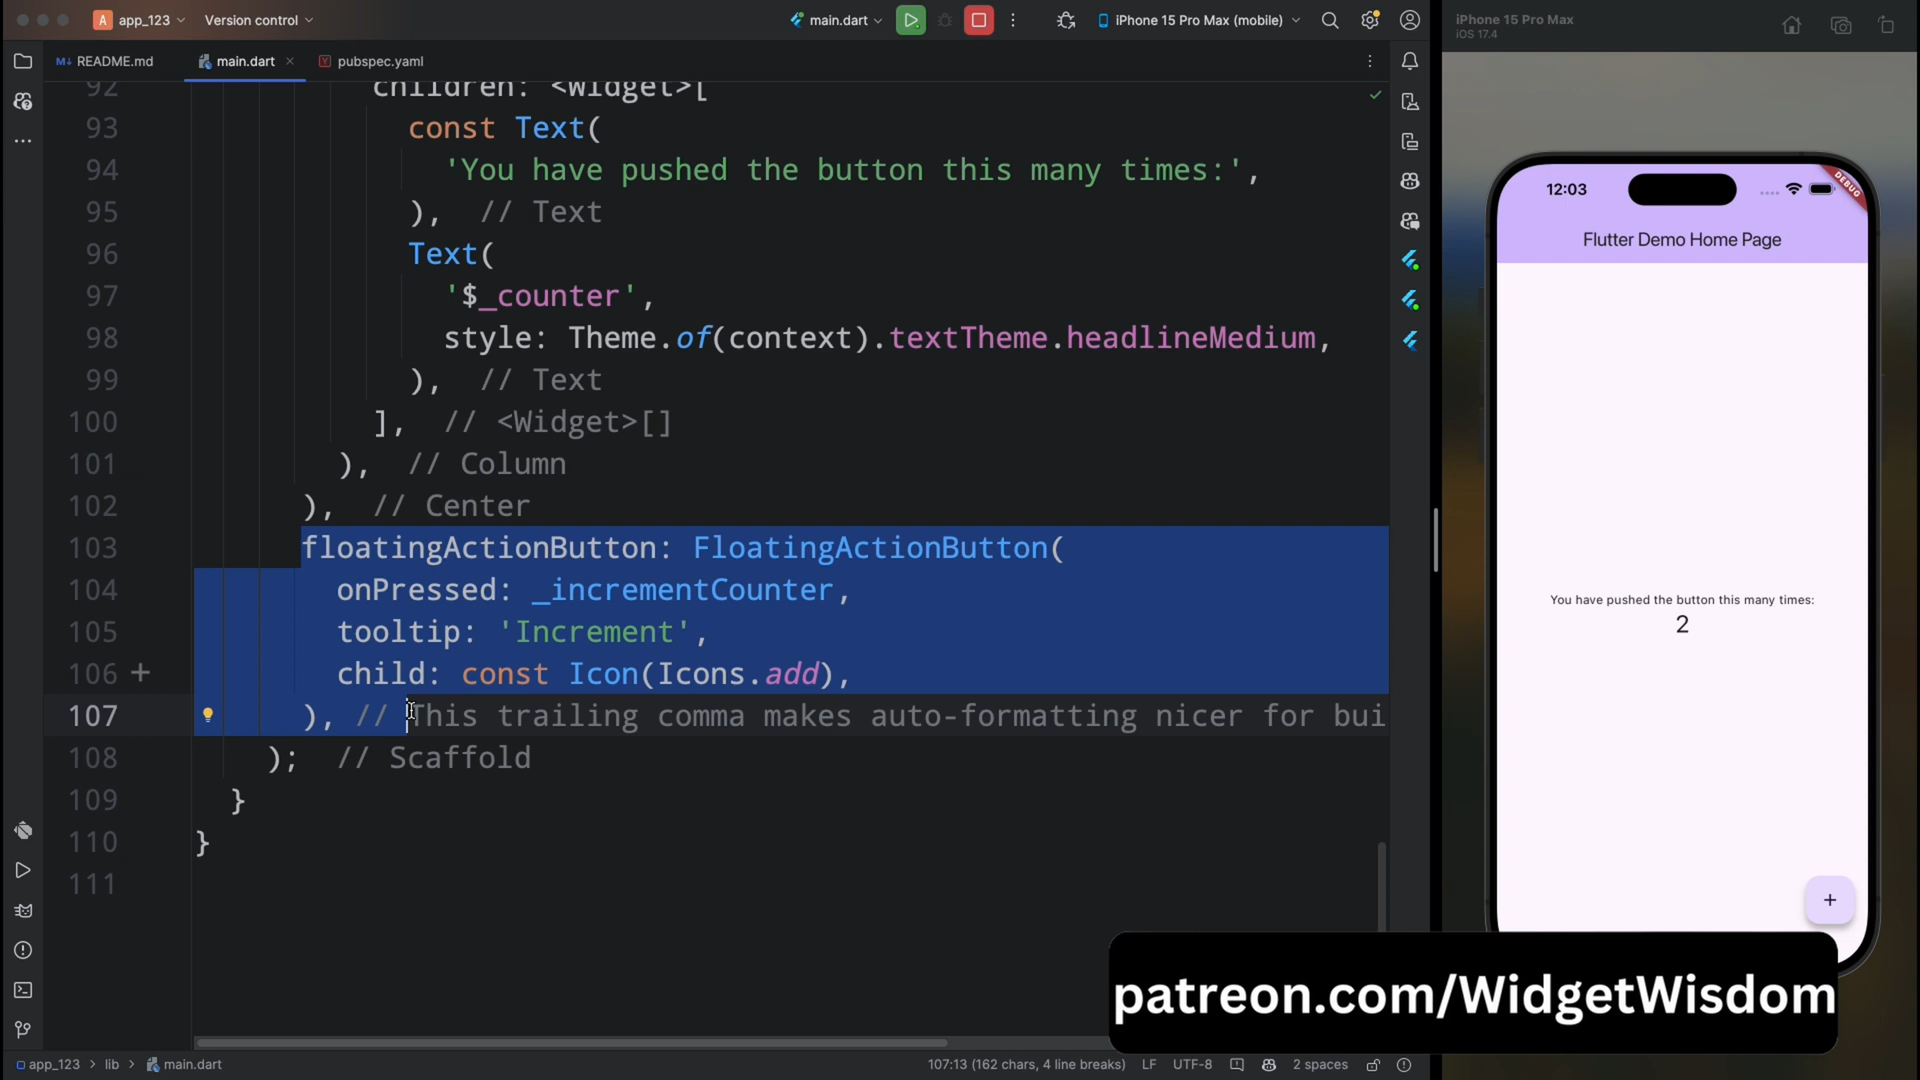 A app_123 Version control main.dart iPhone 15 Pro Max (mobile)
M↓ README.md main.dart Y pubspec.yaml
92 children: <Widget>[
93 const Text(
94 'You have pushed the button this many times:',
95 ), // Text
96 Text(
97 '$_counter',
98 style: Theme.of(context).textTheme.headlineMedium,
99 ), // Text
100 ], // <Widget>[]
101 ), // Column
102 ), // Center
103 floatingActionButton: FloatingActionButton(
104 onPressed: _incrementCounter,
105 tooltip: 'Increment',
106 child: const Icon(Icons.add),
107 ), // This trailing comma makes auto-formatting nicer for bui
108 ); // Scaffold
109 }
110 }
111
app_123 > lib > main.dart 107:13 (162 chars, 4 line breaks) LF UTF-8 2 spaces
iPhone 15 Pro Max
iOS 17.4
12:03
DEBUG
Flutter Demo Home Page
You have pushed the button this many times:
2
+
patreon.com/WidgetWisdom